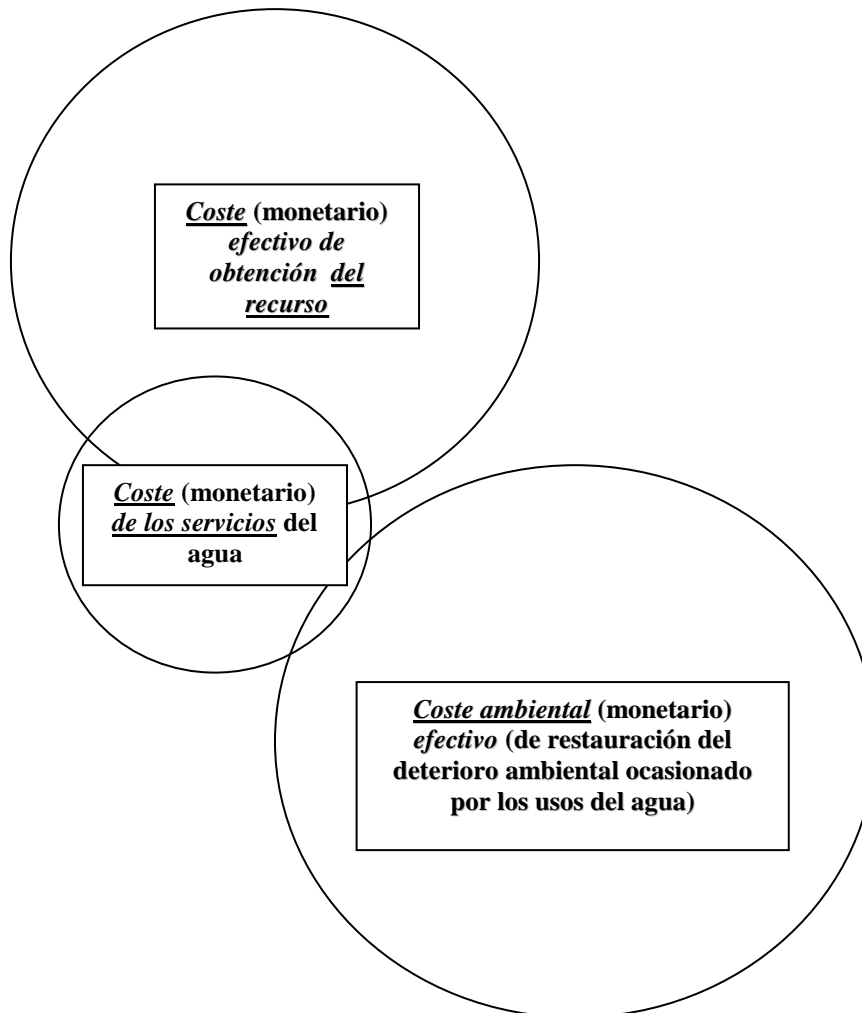 Coste (monetario)
efectivo de
obtención del
recurso
Coste (monetario)
de los servicios del
agua
Coste ambiental (monetario)
efectivo (de restauración del
deterioro ambiental ocasionado
por los usos del agua)